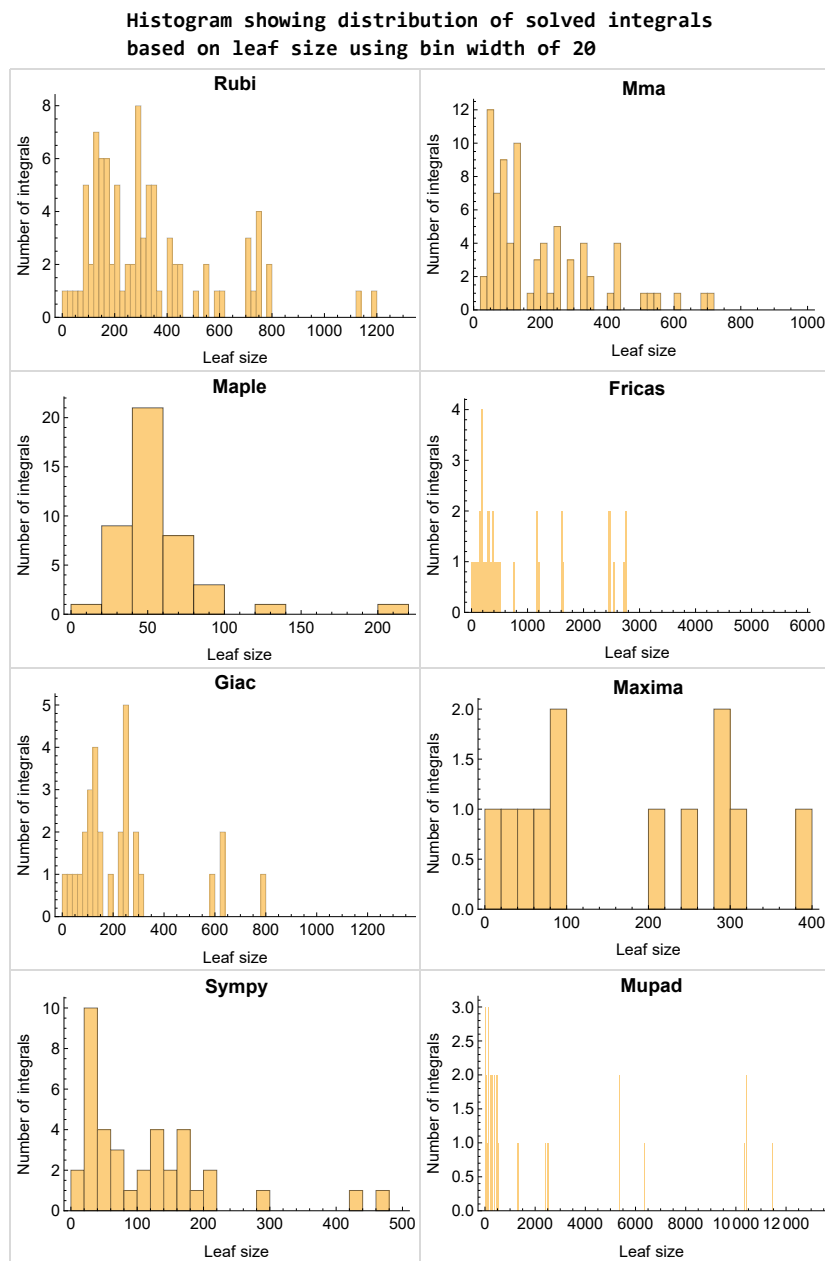 Histogram showing distribution of solved integrals
based on leaf size using bin width of 20
Rubi
Number of integrals
8
6
4
2
0
0 200 400 600 800 1000 1200
Leaf size
Mma
Number of integrals
12
10
8
6
4
2
0
0 200 400 600 800 1000
Leaf size
Maple
Number of integrals
20
15
10
5
0
0 50 100 150 200
Leaf size
Fricas
Number of integrals
4
3
2
1
0
0 1000 2000 3000 4000 5000 6000
Leaf size
Giac
Number of integrals
5
4
3
2
1
0
0 200 400 600 800 1000 1200
Leaf size
Maxima
Number of integrals
2.0
1.5
1.0
0.5
0.0
0 100 200 300 400
Leaf size
Sympy
Number of integrals
10
8
6
4
2
0
0 100 200 300 400 500
Leaf size
Mupad
Number of integrals
3.0
2.5
2.0
1.5
1.0
0.5
0.0
0 2000 4000 6000 8000 10000 12000
Leaf size